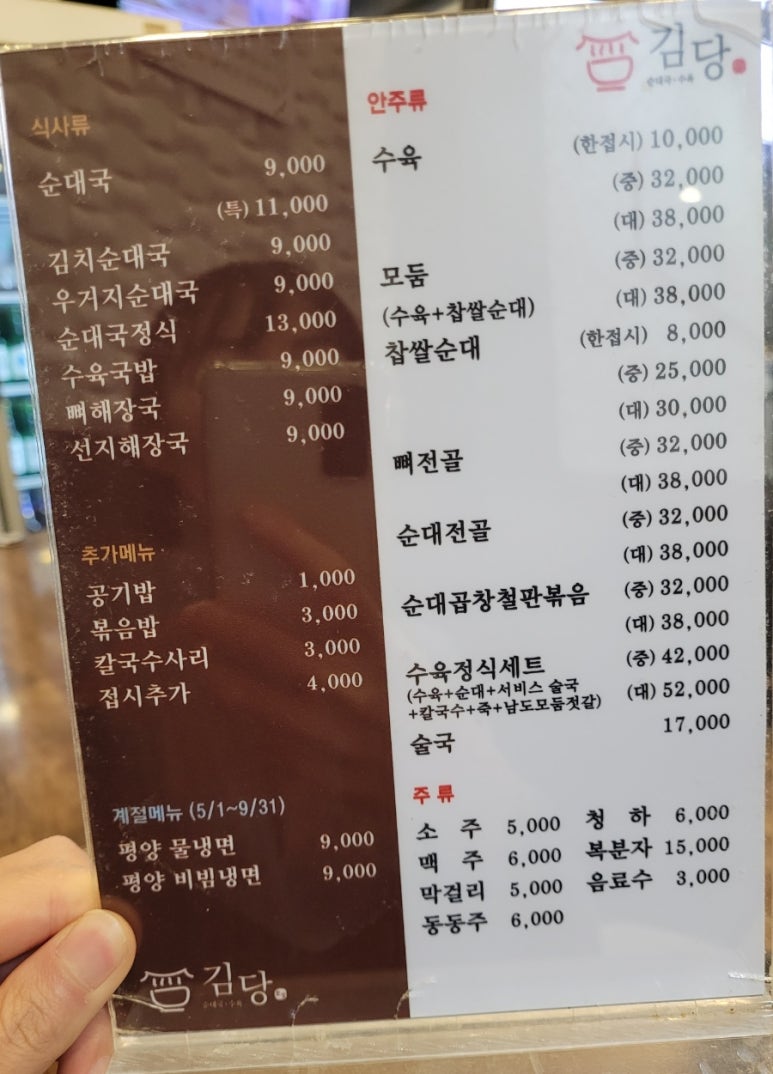 식사류
순대국 9,000
(특) 11,000
김치순대국 9,000
우거지순대국 9,000
순대국정식 13,000
수육국밥 9,000
뼈해장국 9,000
선지해장국 9,000
추가메뉴
공기밥 1,000
볶음밥 3,000
칼국수사리 3,000
접시추가 4,000
계절메뉴 (5/1~9/31)
평양 물냉면 9,000
평양 비빔냉면 9,000
김당
순대국·수육
김당
순대국·수육
안주류
수육 (한접시) 10,000
(중) 32,000
(대) 38,000
모둠 (중) 32,000
(수육+찹쌀순대) (대) 38,000
찹쌀순대 (한접시) 8,000
(중) 25,000
(대) 30,000
뼈전골 (중) 32,000
(대) 38,000
순대전골 (중) 32,000
(대) 38,000
순대곱창철판볶음 (중) 32,000
(대) 38,000
수육정식세트 (중) 42,000
(수육+순대+서비스 술국
+칼국수+죽+남도모둠젓갈) (대) 52,000
술국 17,000
주류
소주 5,000 청하 6,000
맥주 6,000 복분자 15,000
막걸리 5,000 음료수 3,000
동동주 6,000